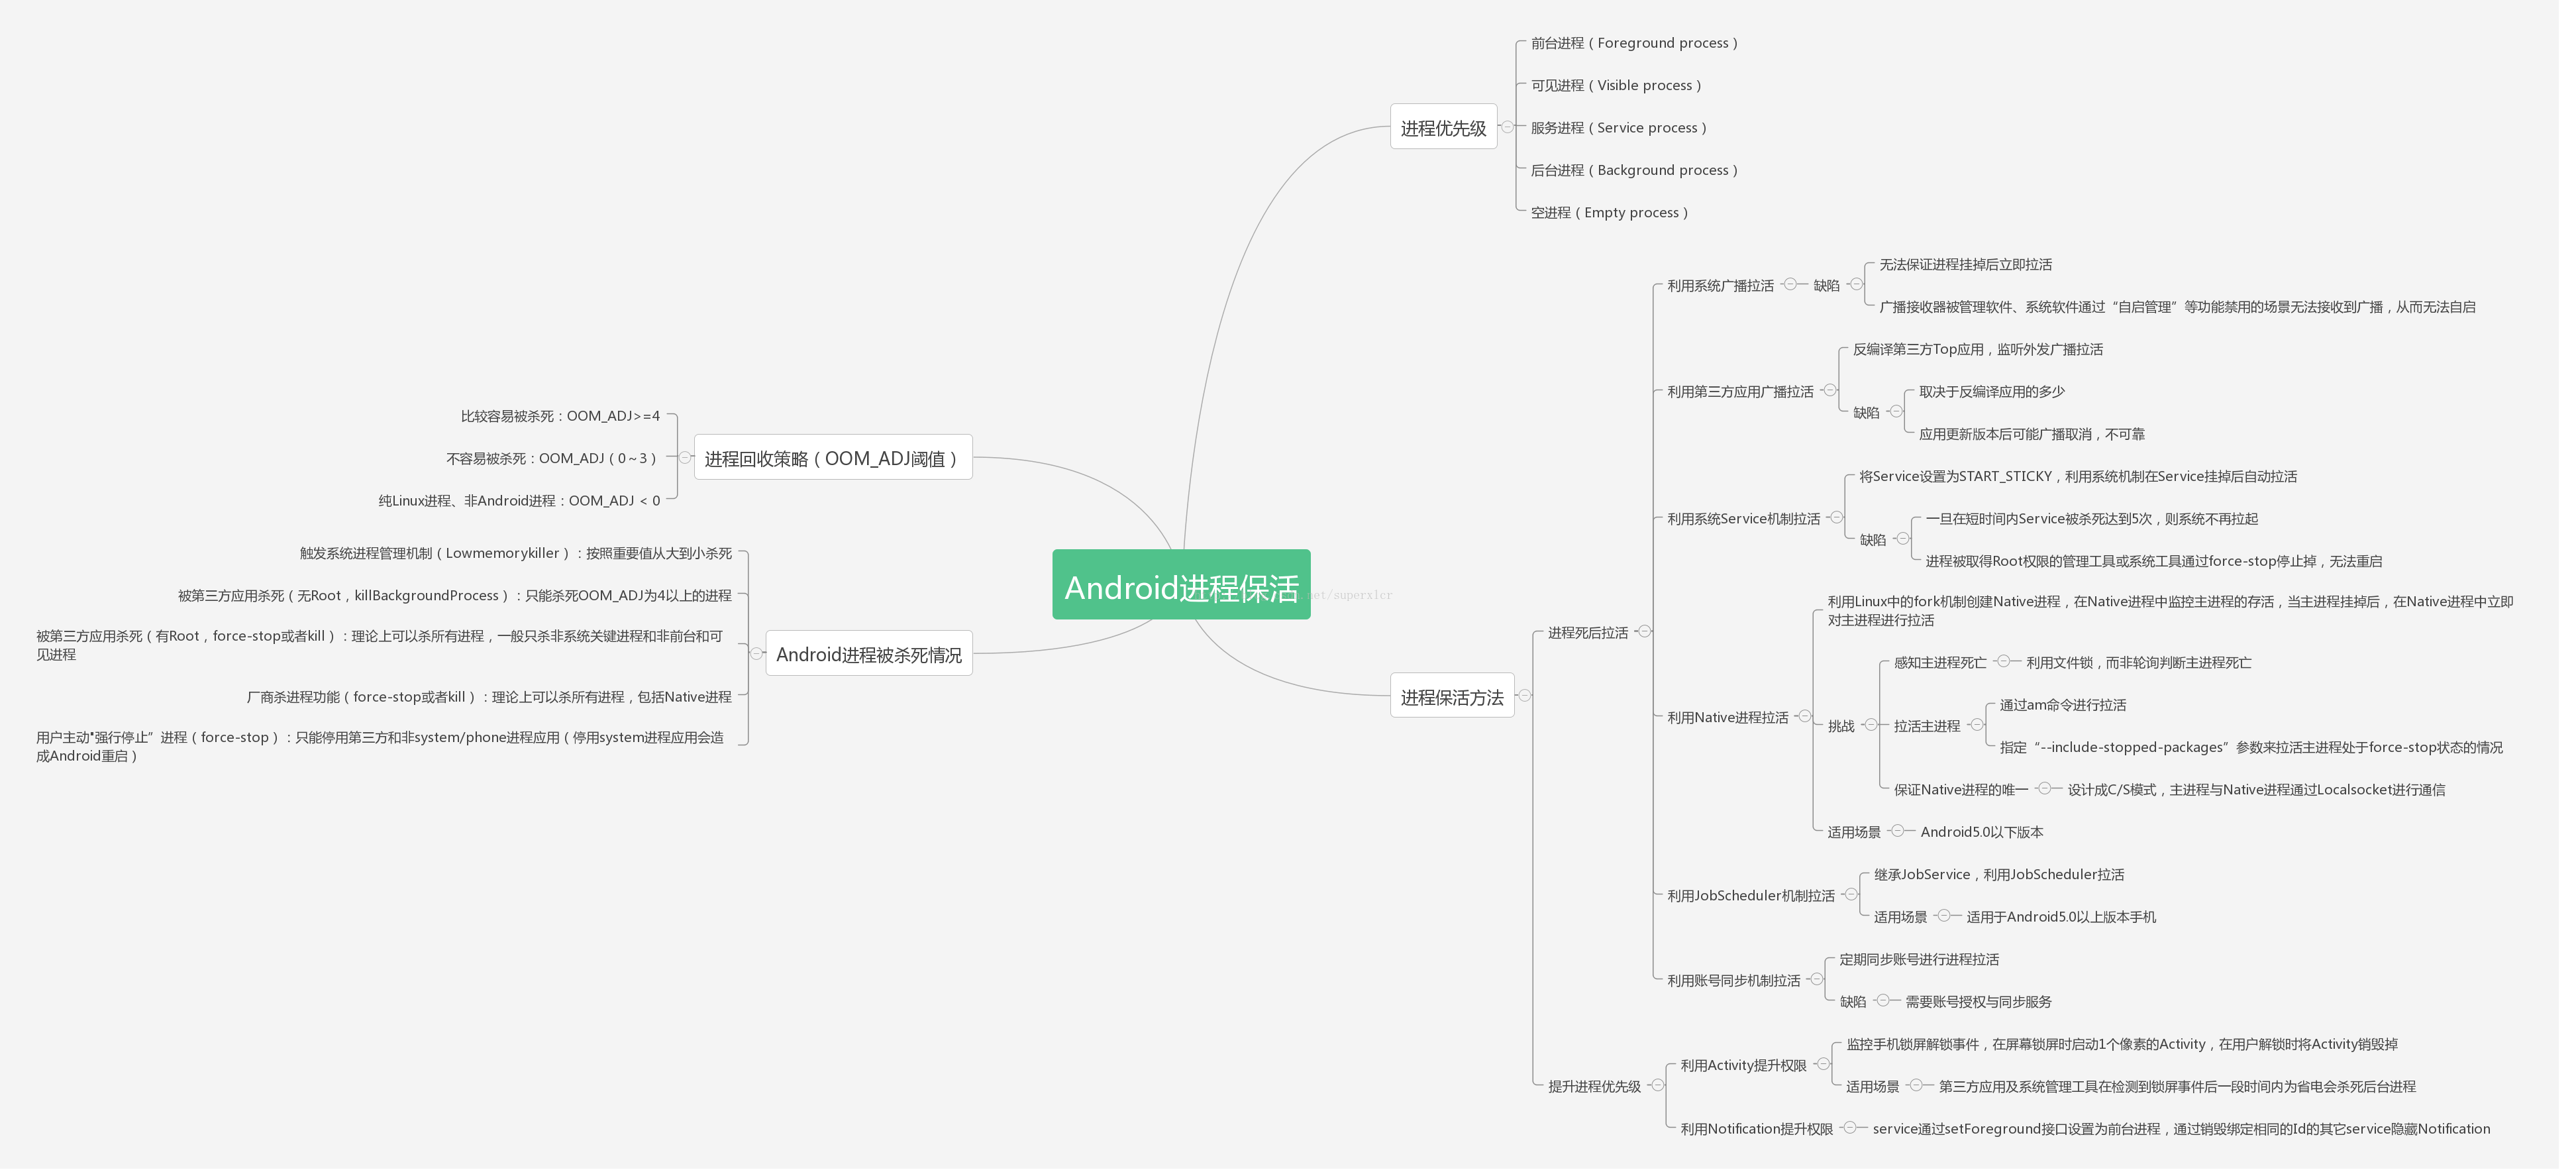 Android进程保活
.net/superxlcr
进程优先级
前台进程（Foreground process）
可见进程（Visible process）
服务进程（Service process）
后台进程（Background process）
空进程（Empty process）
进程回收策略（OOM_ADJ阈值）
比较容易被杀死：OOM_ADJ>=4
不容易被杀死：OOM_ADJ（0～3）
纯Linux进程、非Android进程：OOM_ADJ < 0
Android进程被杀死情况
触发系统进程管理机制（Lowmemorykiller）：按照重要值从大到小杀死
被第三方应用杀死（无Root，killBackgroundProcess）：只能杀死OOM_ADJ为4以上的进程
被第三方应用杀死（有Root，force-stop或者kill）：理论上可以杀所有进程，一般只杀非系统关键进程和非前台和可
见进程
厂商杀进程功能（force-stop或者kill）：理论上可以杀所有进程，包括Native进程
用户主动"强行停止”进程（force-stop）：只能停用第三方和非system/phone进程应用（停用system进程应用会造
成Android重启）
进程保活方法
进程死后拉活
利用系统广播拉活
缺陷
无法保证进程挂掉后立即拉活
广播接收器被管理软件、系统软件通过“自启管理”等功能禁用的场景无法接收到广播，从而无法自启
利用第三方应用广播拉活
反编译第三方Top应用，监听外发广播拉活
缺陷
取决于反编译应用的多少
应用更新版本后可能广播取消，不可靠
利用系统Service机制拉活
将Service设置为START_STICKY，利用系统机制在Service挂掉后自动拉活
缺陷
一旦在短时间内Service被杀死达到5次，则系统不再拉起
进程被取得Root权限的管理工具或系统工具通过force-stop停止掉，无法重启
利用Native进程拉活
利用Linux中的fork机制创建Native进程，在Native进程中监控主进程的存活，当主进程挂掉后，在Native进程中立即
对主进程进行拉活
挑战
感知主进程死亡
利用文件锁，而非轮询判断主进程死亡
拉活主进程
通过am命令进行拉活
指定“--include-stopped-packages”参数来拉活主进程处于force-stop状态的情况
保证Native进程的唯一
设计成C/S模式，主进程与Native进程通过Localsocket进行通信
适用场景
Android5.0以下版本
利用JobScheduler机制拉活
继承JobService，利用JobScheduler拉活
适用场景
适用于Android5.0以上版本手机
利用账号同步机制拉活
定期同步账号进行进程拉活
缺陷
需要账号授权与同步服务
提升进程优先级
利用Activity提升权限
监控手机锁屏解锁事件，在屏幕锁屏时启动1个像素的Activity，在用户解锁时将Activity销毁掉
适用场景
第三方应用及系统管理工具在检测到锁屏事件后一段时间内为省电会杀死后台进程
利用Notification提升权限
service通过setForeground接口设置为前台进程，通过销毁绑定相同的Id的其它service隐藏Notification